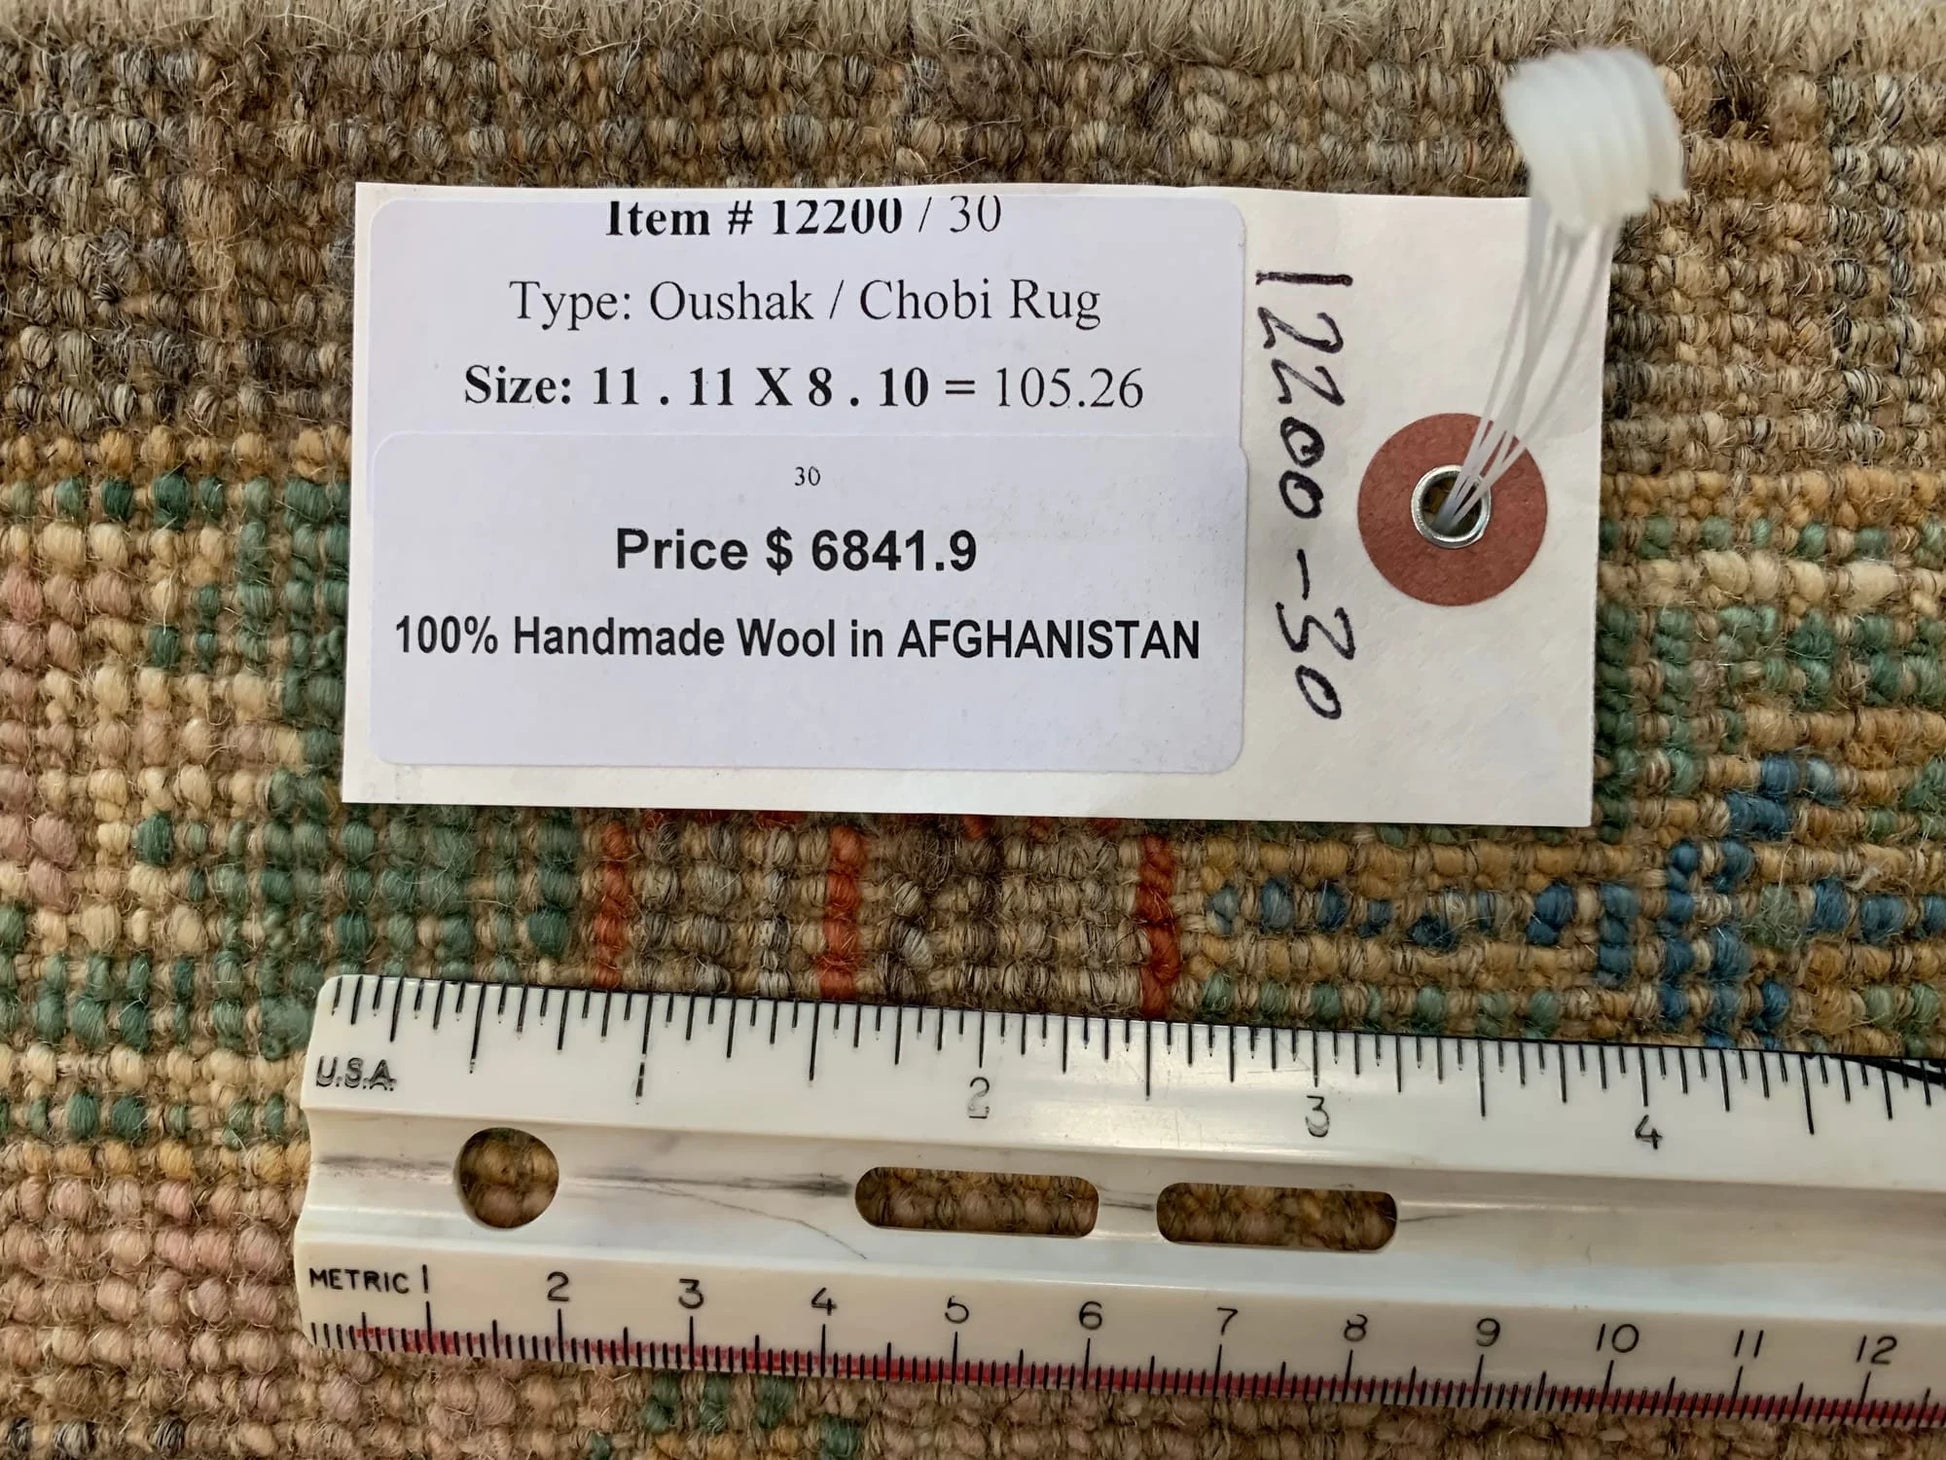 Item # 12200 / 30
Type: Oushak / Chobi Rug
Size: 11 . 11 X 8 . 10 = 105.26
30
Price $ 6841.9
100% Handmade Wool in AFGHANISTAN
12200-30
U.S.A.
1 2 3 4
METRIC 1 2 3 4 5 6 7 8 9 10 11 12